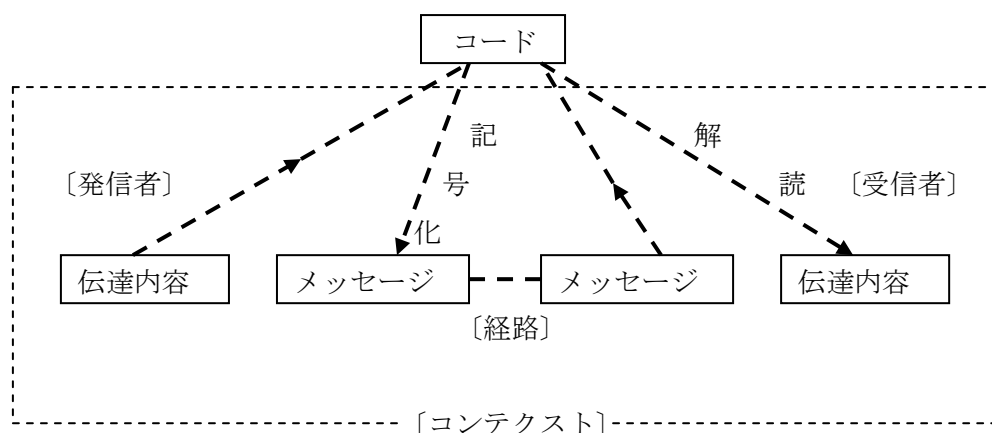 コード
記 解
〔発信者〕 号 読 〔受信者〕
化
伝達内容 メッセージ メッセージ 伝達内容
〔経路〕
〔コンテクスト〕